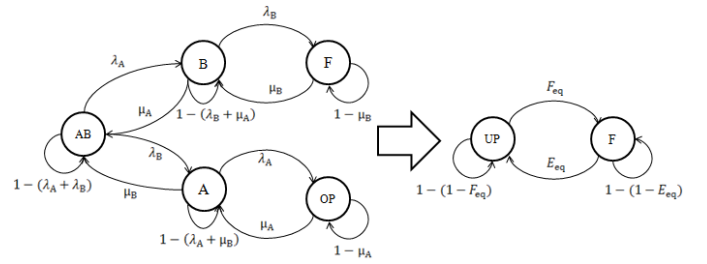 λB
λA
B
F
μA
μB
1 − (λB + μA)
1 − μB
AB
λB
1 − (λA + λB)
μB
A
λA
OP
μA
1 − (λA + μB)
1 − μA
Feq
UP
F
Eeq
1 − (1 − Feq)
1 − (1 − Eeq)